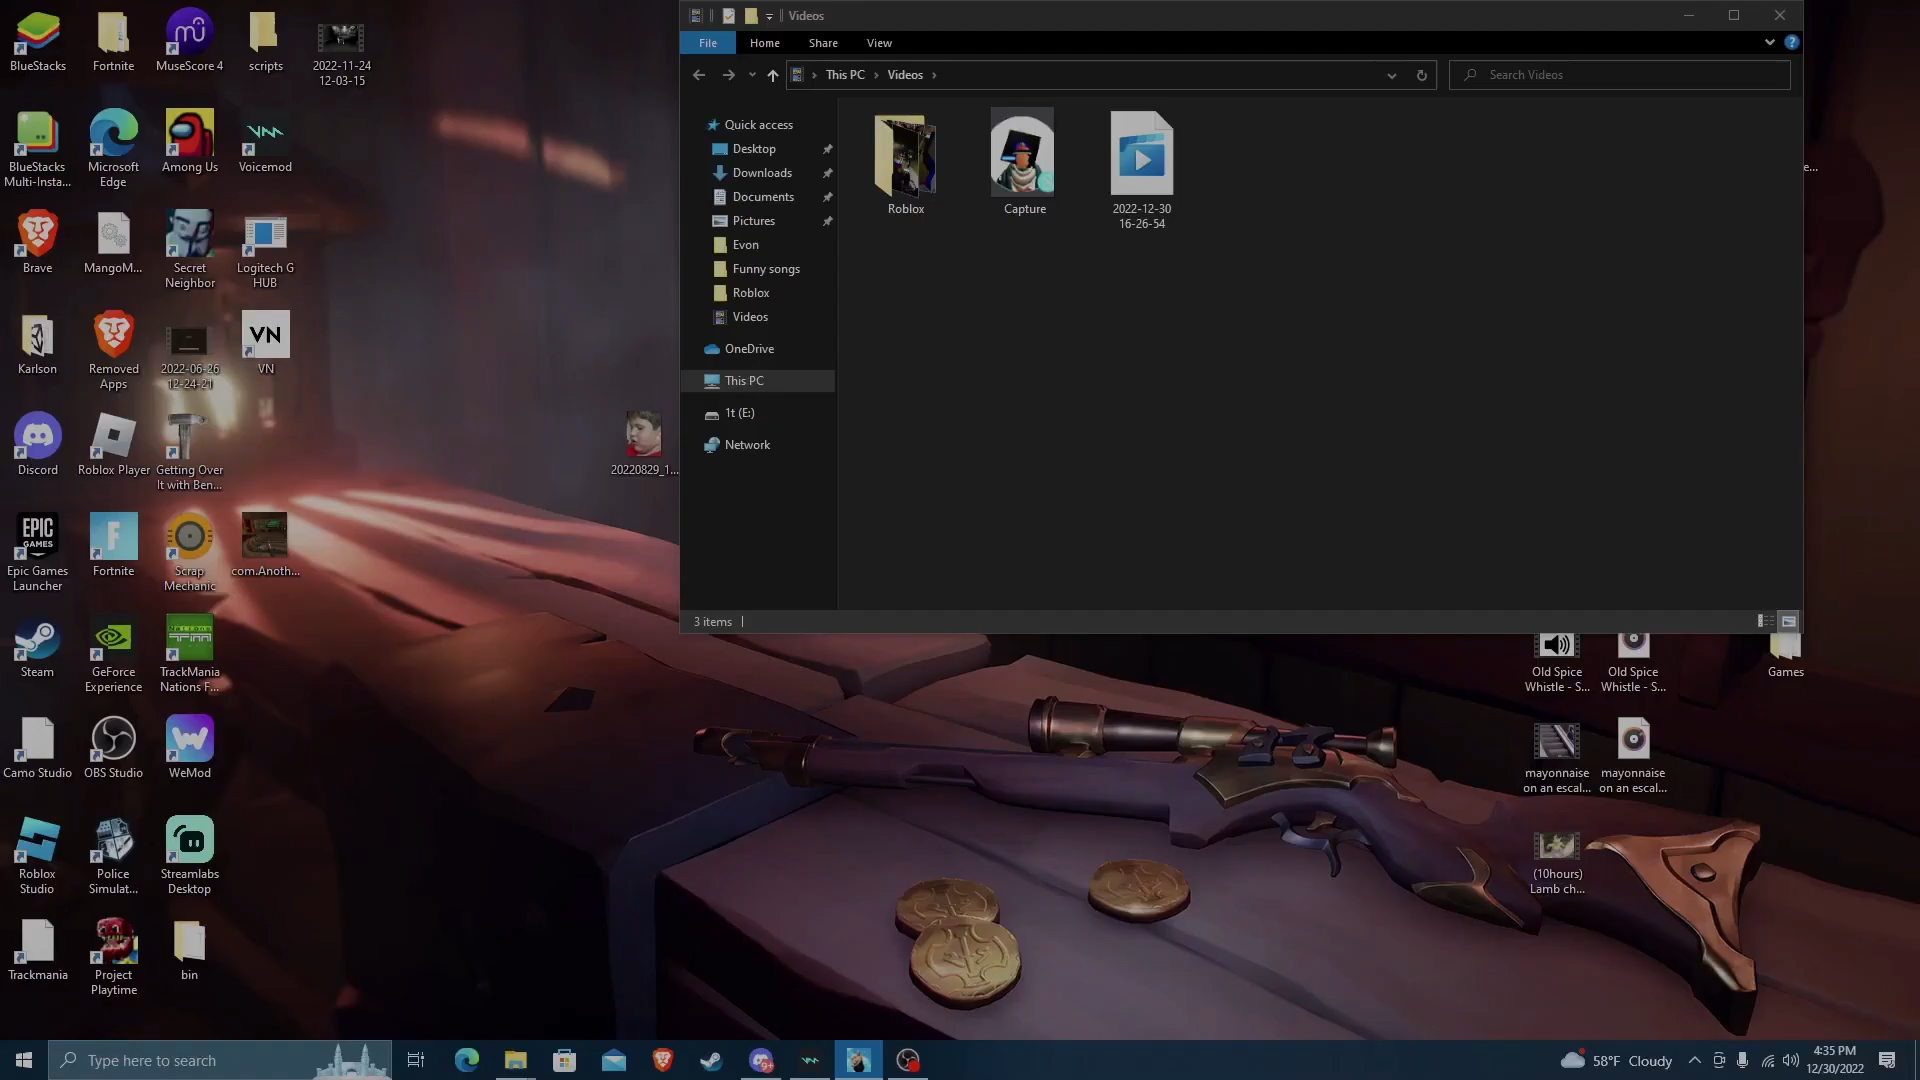 BlueStacks
Fortnite
MuseScore 4
scripts
2022-11-24
12-03-15
BlueStacks
Multi-Insta...
Microsoft
Edge
Among Us
Voicemod
Brave
MangoM...
Secret
Neighbor
Logitech G
HUB
Karlson
Removed
Apps
2022-06-26
12-24-21
VN
VN
Discord
Roblox Player
Getting Over
It with Ben...
20220829_1...
EPIC
GAMES
Epic Games
Launcher
Fortnite
Scrap
Mechanic
com.Anoth...
Steam
GeForce
Experience
TrackMania
Nations F...
Camo Studio
OBS Studio
WeMod
Roblox
Studio
Police
Simulat...
Streamlabs
Desktop
Trackmania
Project
Playtime
bin
Videos
File
Home
Share
View
This PC
Videos
Search Videos
Quick access
Desktop
Downloads
Documents
Pictures
Evon
Funny songs
Roblox
Videos
OneDrive
This PC
1t (E:)
Network
Roblox
Capture
2022-12-30
16-26-54
3 items
e...
Old Spice
Whistle - S...
Old Spice
Whistle - S...
Games
mayonnaise
on an escal...
mayonnaise
on an escal...
(10hours)
Lamb ch...
Type here to search
9+
58°F Cloudy
4:35 PM
12/30/2022